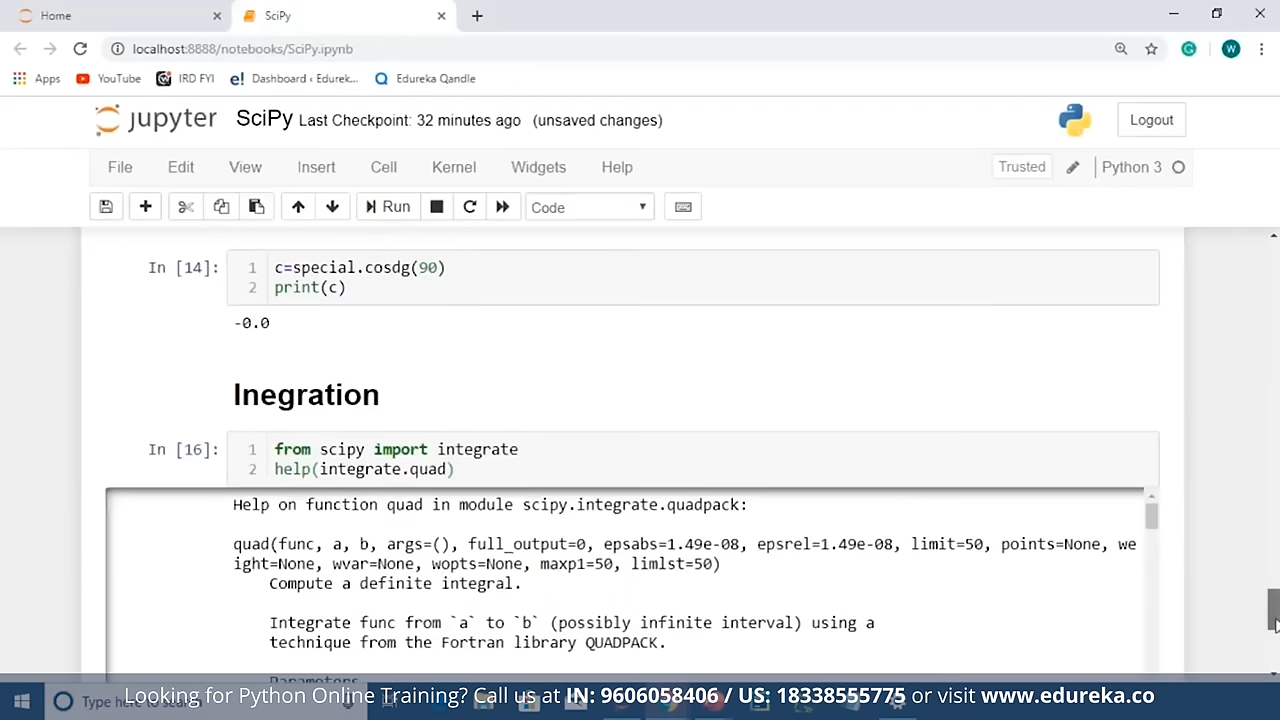 Home
SciPy
localhost:8888/notebooks/SciPy.ipynb
Apps
YouTube
IRD FYI
Dashboard ‹ Edurek...
Edureka Qandle
jupyter
SciPy Last Checkpoint: 32 minutes ago (unsaved changes)
Logout
File Edit View Insert Cell Kernel Widgets Help
Trusted
Python 3
Run
Code
In [14]:
1 c=special.cosdg(90)
2 print(c)
-0.0
Inegration
In [16]:
1 from scipy import integrate
2 help(integrate.quad)
Help on function quad in module scipy.integrate.quadpack:
quad(func, a, b, args=(), full_output=0, epsabs=1.49e-08, epsrel=1.49e-08, limit=50, points=None, we
ight=None, wvar=None, wopts=None, maxp1=50, limlst=50)
Compute a definite integral.
Integrate func from `a` to `b` (possibly infinite interval) using a
technique from the Fortran library QUADPACK.
Parameters
Type here to search
Looking for Python Online Training? Call us at IN: 9606058406 / US: 18338555775 or visit www.edureka.co